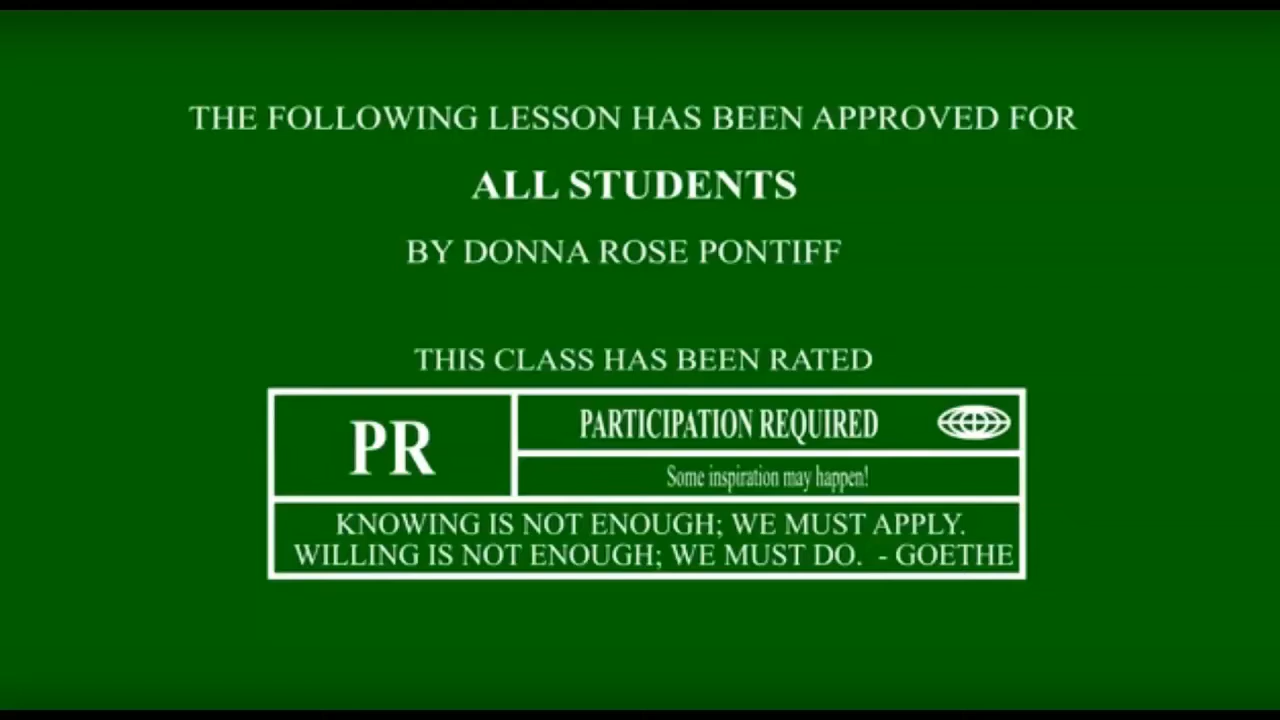 THE FOLLOWING LESSON HAS BEEN APPROVED FOR
ALL STUDENTS
BY DONNA ROSE PONTIFF
THIS CLASS HAS BEEN RATED
PR
PARTICIPATION REQUIRED
Some inspiration may happen!
KNOWING IS NOT ENOUGH; WE MUST APPLY.
WILLING IS NOT ENOUGH; WE MUST DO. - GOETHE